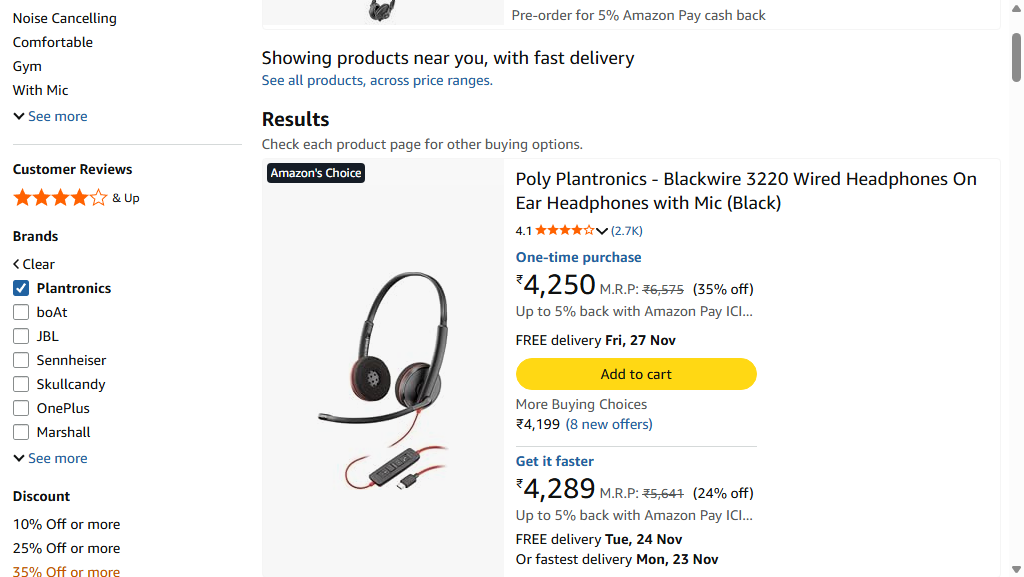 Noise Cancelling
Comfortable
Gym
With Mic
See more
Customer Reviews
& Up
Brands
Clear
Plantronics
boAt
JBL
Sennheiser
Skullcandy
OnePlus
Marshall
See more
Discount
10% Off or more
25% Off or more
35% Off or more
Pre-order for 5% Amazon Pay cash back
Showing products near you, with fast delivery
See all products, across price ranges.
Results
Check each product page for other buying options.
Amazon's Choice
Poly Plantronics - Blackwire 3220 Wired Headphones On
Ear Headphones with Mic (Black)
4.1 (2.7K)
One-time purchase
₹4,250 M.R.P: ₹6,575 (35% off)
Up to 5% back with Amazon Pay ICI...
FREE delivery Fri, 27 Nov
Add to cart
More Buying Choices
₹4,199 (8 new offers)
Get it faster
₹4,289 M.R.P: ₹5,641 (24% off)
Up to 5% back with Amazon Pay ICI...
FREE delivery Tue, 24 Nov
Or fastest delivery Mon, 23 Nov